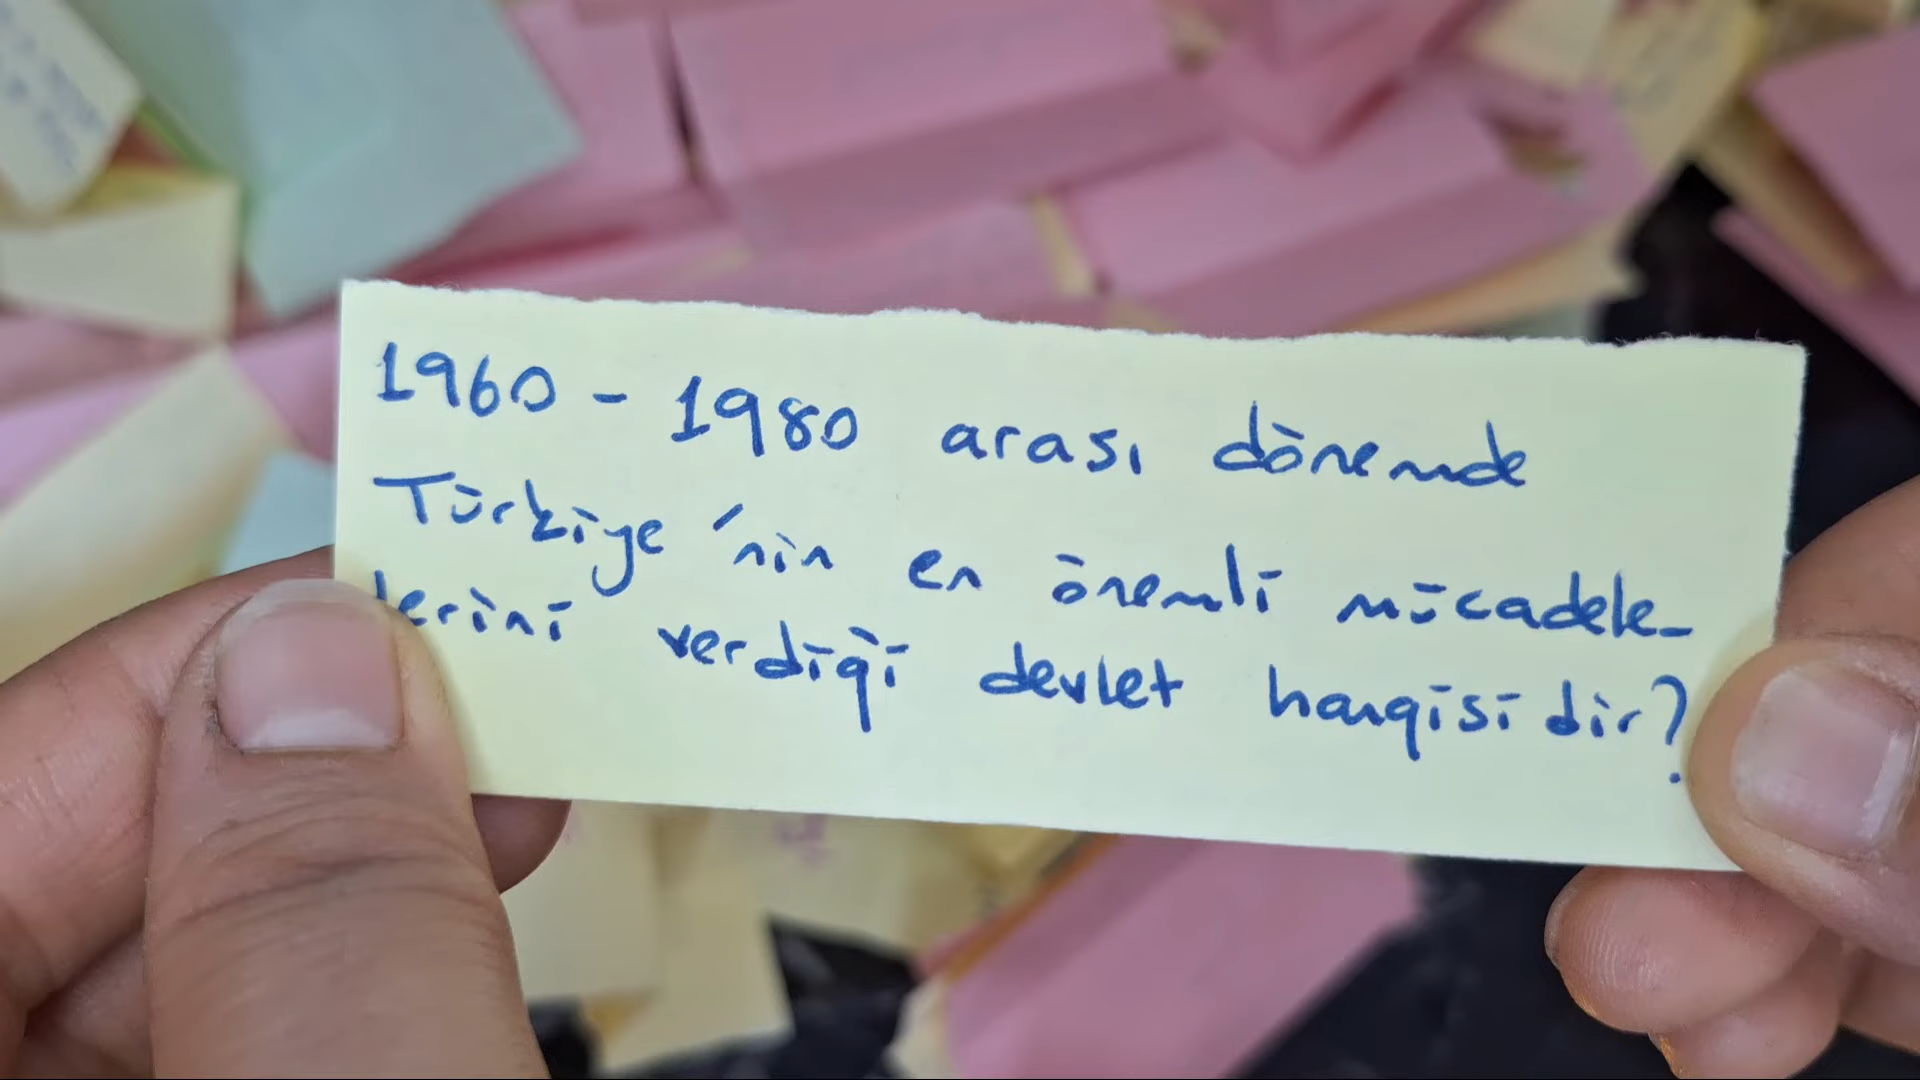 1960 - 1980 arası dönemde
Türkiye'nin en önemli mücadele-
lerini verdiği devlet hangisidir?